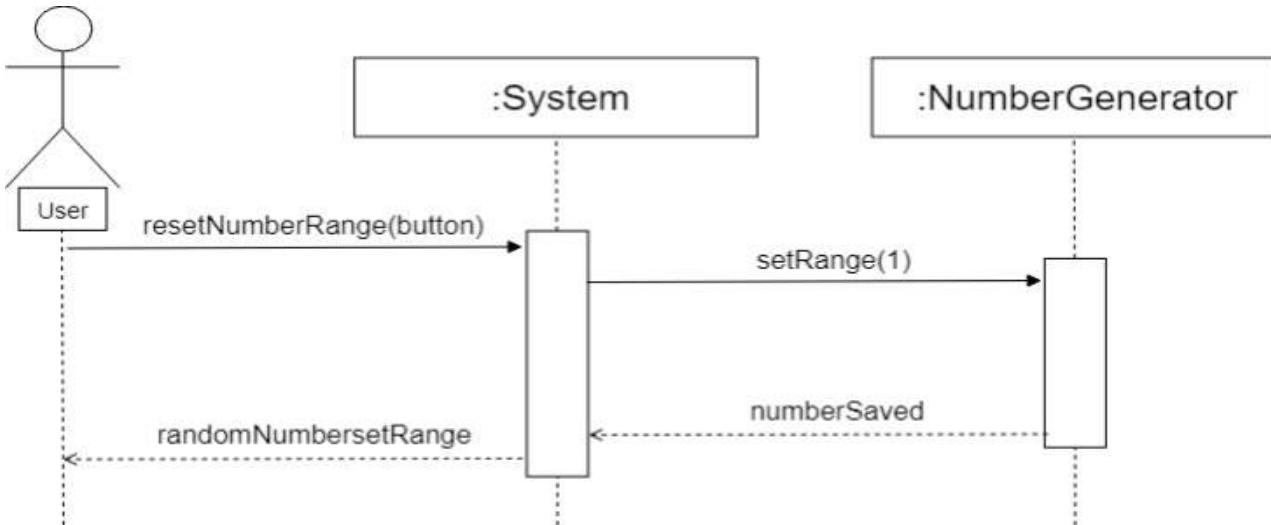 :System
:NumberGenerator
User
resetNumberRange(button)
setRange(1)
numberSaved
randomNumbersetRange